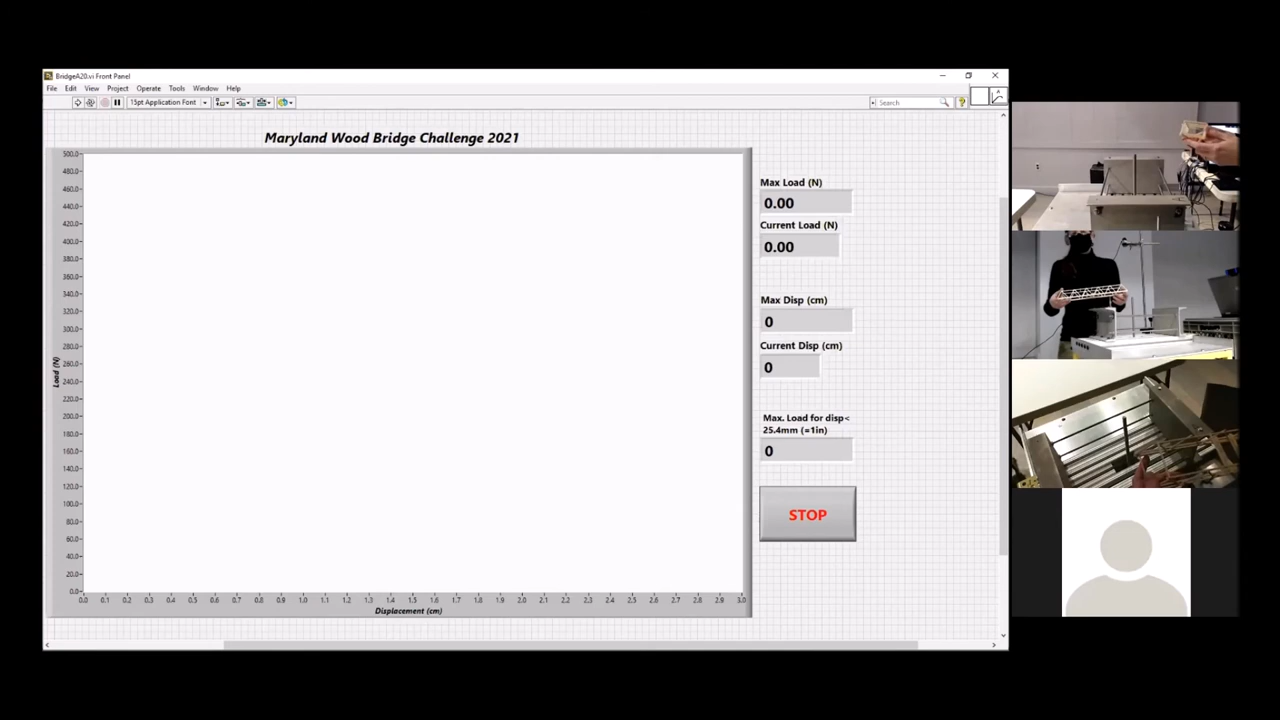 BridgeA20.vi Front Panel
File Edit View Project Operate Tools Window Help
15pt Application Font
Search
Maryland Wood Bridge Challenge 2021
500.0
480.0
460.0
440.0
420.0
400.0
380.0
360.0
340.0
320.0
300.0
280.0
260.0
240.0
220.0
200.0
180.0
160.0
140.0
120.0
100.0
80.0
60.0
40.0
20.0
0.0
Load (N)
0.0 0.1 0.2 0.3 0.4 0.5 0.6 0.7 0.8 0.9 1.0 1.1 1.2 1.3 1.4 1.5 1.6 1.7 1.8 1.9 2.0 2.1 2.2 2.3 2.4 2.5 2.6 2.7 2.8 2.9 3.0
Displacement (cm)
Max Load (N)
0.00
Current Load (N)
0.00
Max Disp (cm)
0
Current Disp (cm)
0
Max. Load for disp<
25.4mm (=1in)
0
STOP